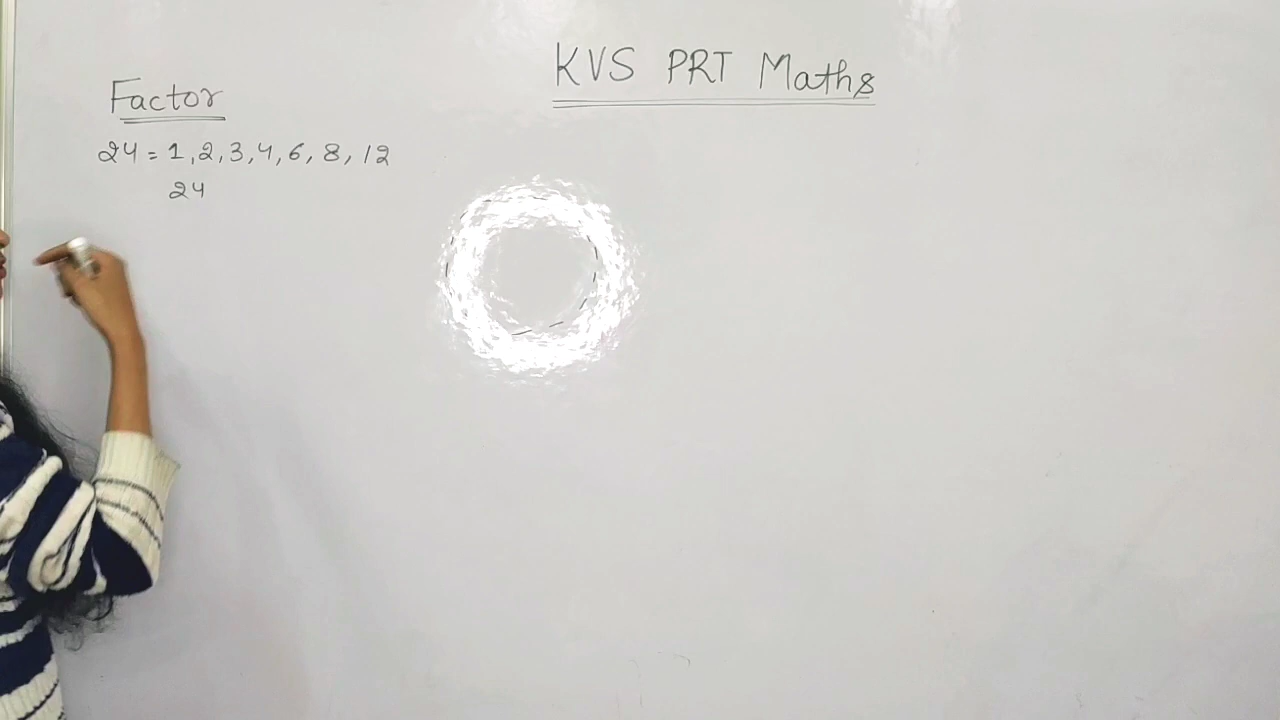 KVS PRT Maths
Factor
24 = 1, 2, 3, 4, 6, 8, 12
24